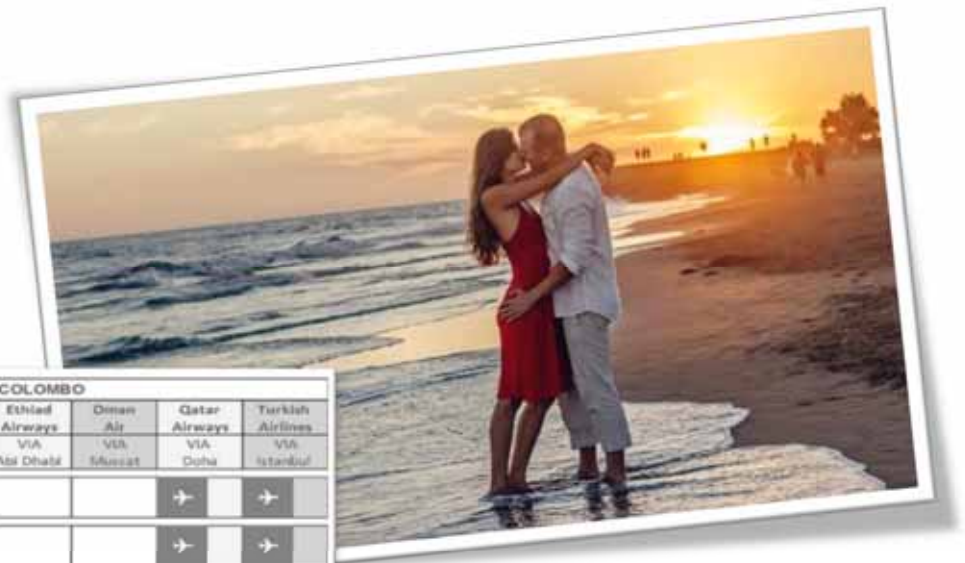 COLOMBO
Ethiad Oman Qatar Turkish
Airways Air Airways Airlines
VIA VIA VIA VIA
Abi Dhabi Muscat Doha Istanbul